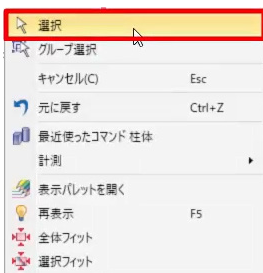 選択
グループ選択
キャンセル(C) Esc
元に戻す Ctrl+Z
最近使ったコマンド 柱体
計測
表示パレットを開く
再表示 F5
全体フィット
選択フィット